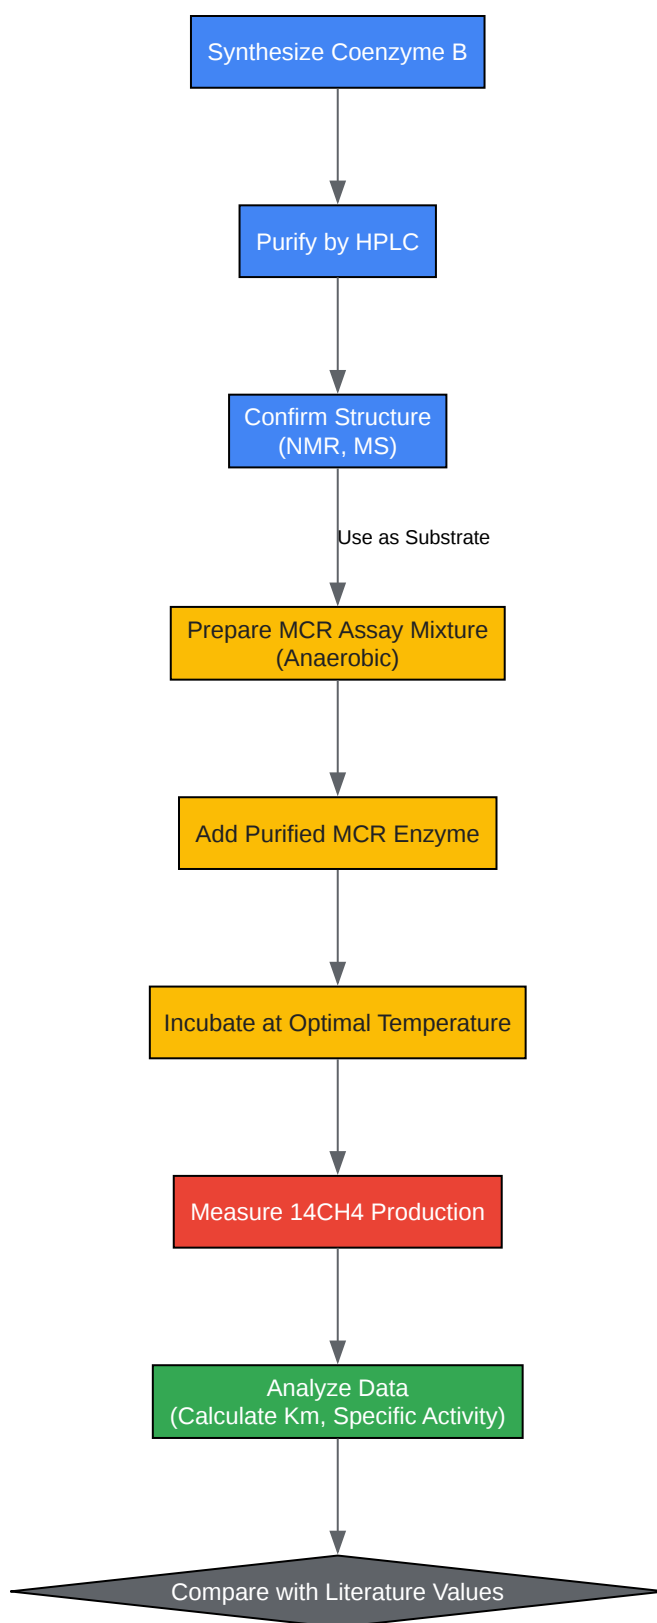 Synthesize Coenzyme B
Purify by HPLC
Confirm Structure
(NMR, MS)
Use as Substrate
Prepare MCR Assay Mixture
(Anaerobic)
Add Purified MCR Enzyme
Incubate at Optimal Temperature
Measure 14CH4 Production
Analyze Data
(Calculate Km, Specific Activity)
Compare with Literature Values